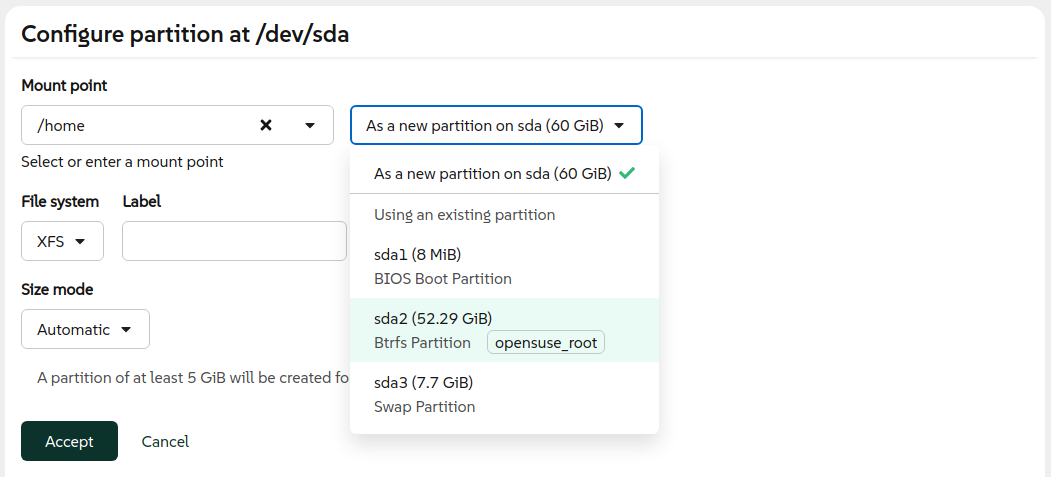 Configure partition at /dev/sda
Mount point
/home
As a new partition on sda (60 GiB)
Select or enter a mount point
As a new partition on sda (60 GiB)
File system
Label
Using an existing partition
XFS
sda1 (8 MiB)
BIOS Boot Partition
Size mode
sda2 (52.29 GiB)
Automatic
Btrfs Partition opensuse_root
A partition of at least 5 GiB will be created fo
sda3 (7.7 GiB)
Swap Partition
Accept
Cancel